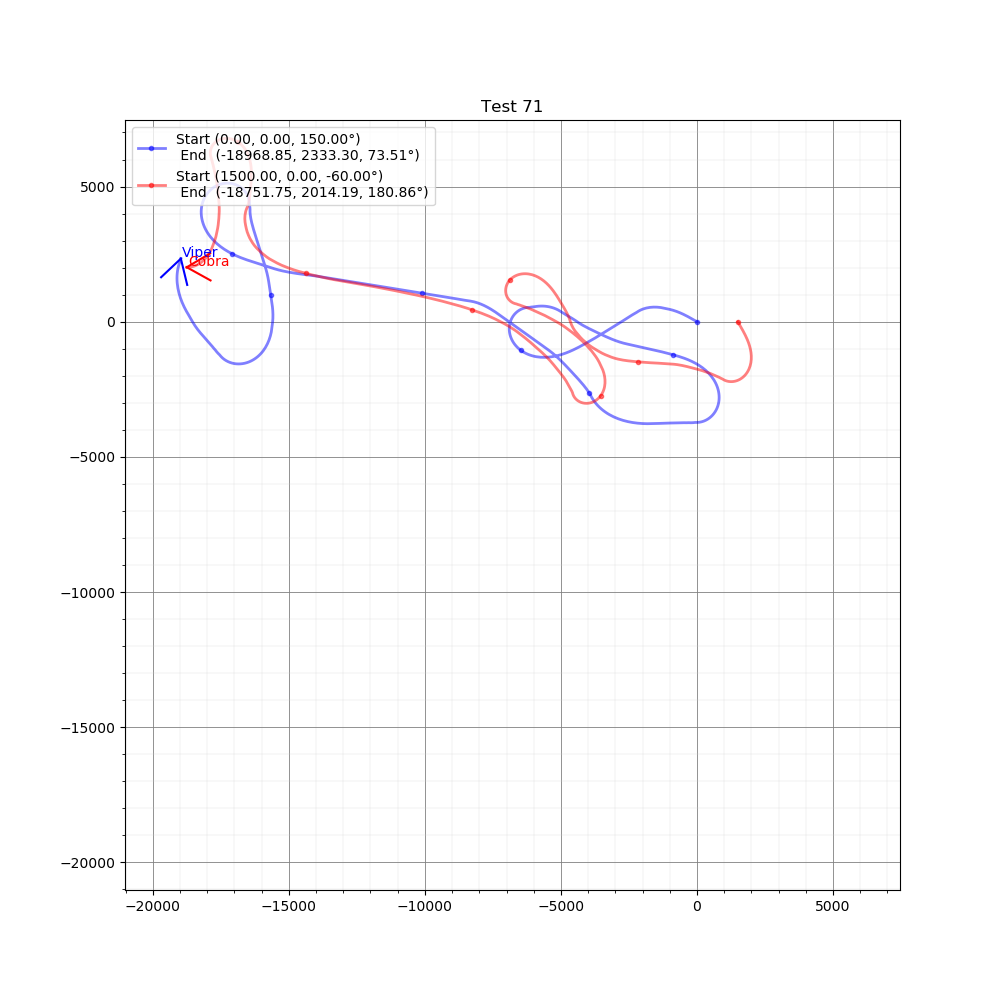 Test 71
Start (0.00, 0.00, 150.00°)
End (-18968.85, 2333.30, 73.51°)
Start (1500.00, 0.00, -60.00°)
End (-18751.75, 2014.19, 180.86°)
Viper
Cobra
5000
0
−5000
−10000
−15000
−20000
−20000
−15000
−10000
−5000
0
5000